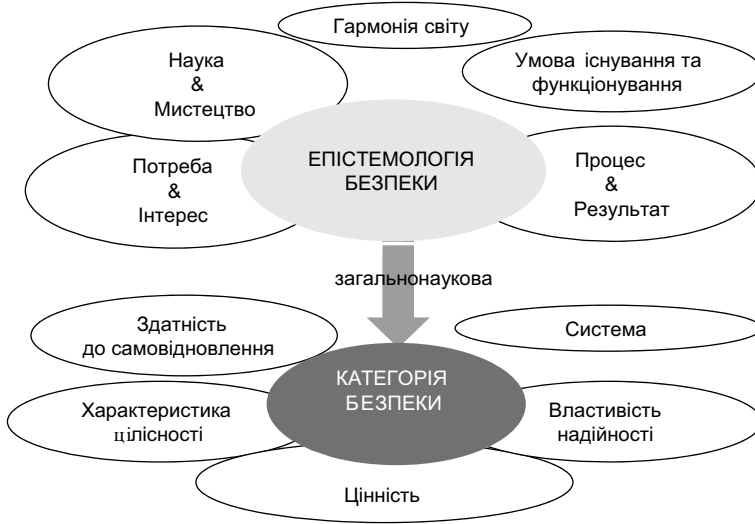 Гармонія світу
Наука
&
Мистецтво
Умова існування та
функціонування
ЕПІСТЕМОЛОГІЯ
БЕЗПЕКИ
Потреба
&
Інтерес
Процес
&
Результат
загальнонаукова
Здатність
до самовідновлення
Система
КАТЕГОРІЯ
БЕЗПЕКИ
Характеристика
цілісності
Властивість
надійності
Цінність